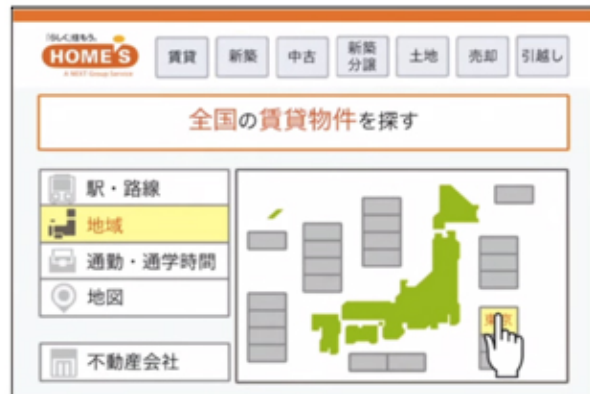 「らしく」住もう。
HOME'S
A NEXT Group Service
賃貸
新築
中古
新築
分譲
土地
売却
引越し
全国の賃貸物件を探す
駅・路線
地域
通勤・通学時間
地図
不動産会社
東京